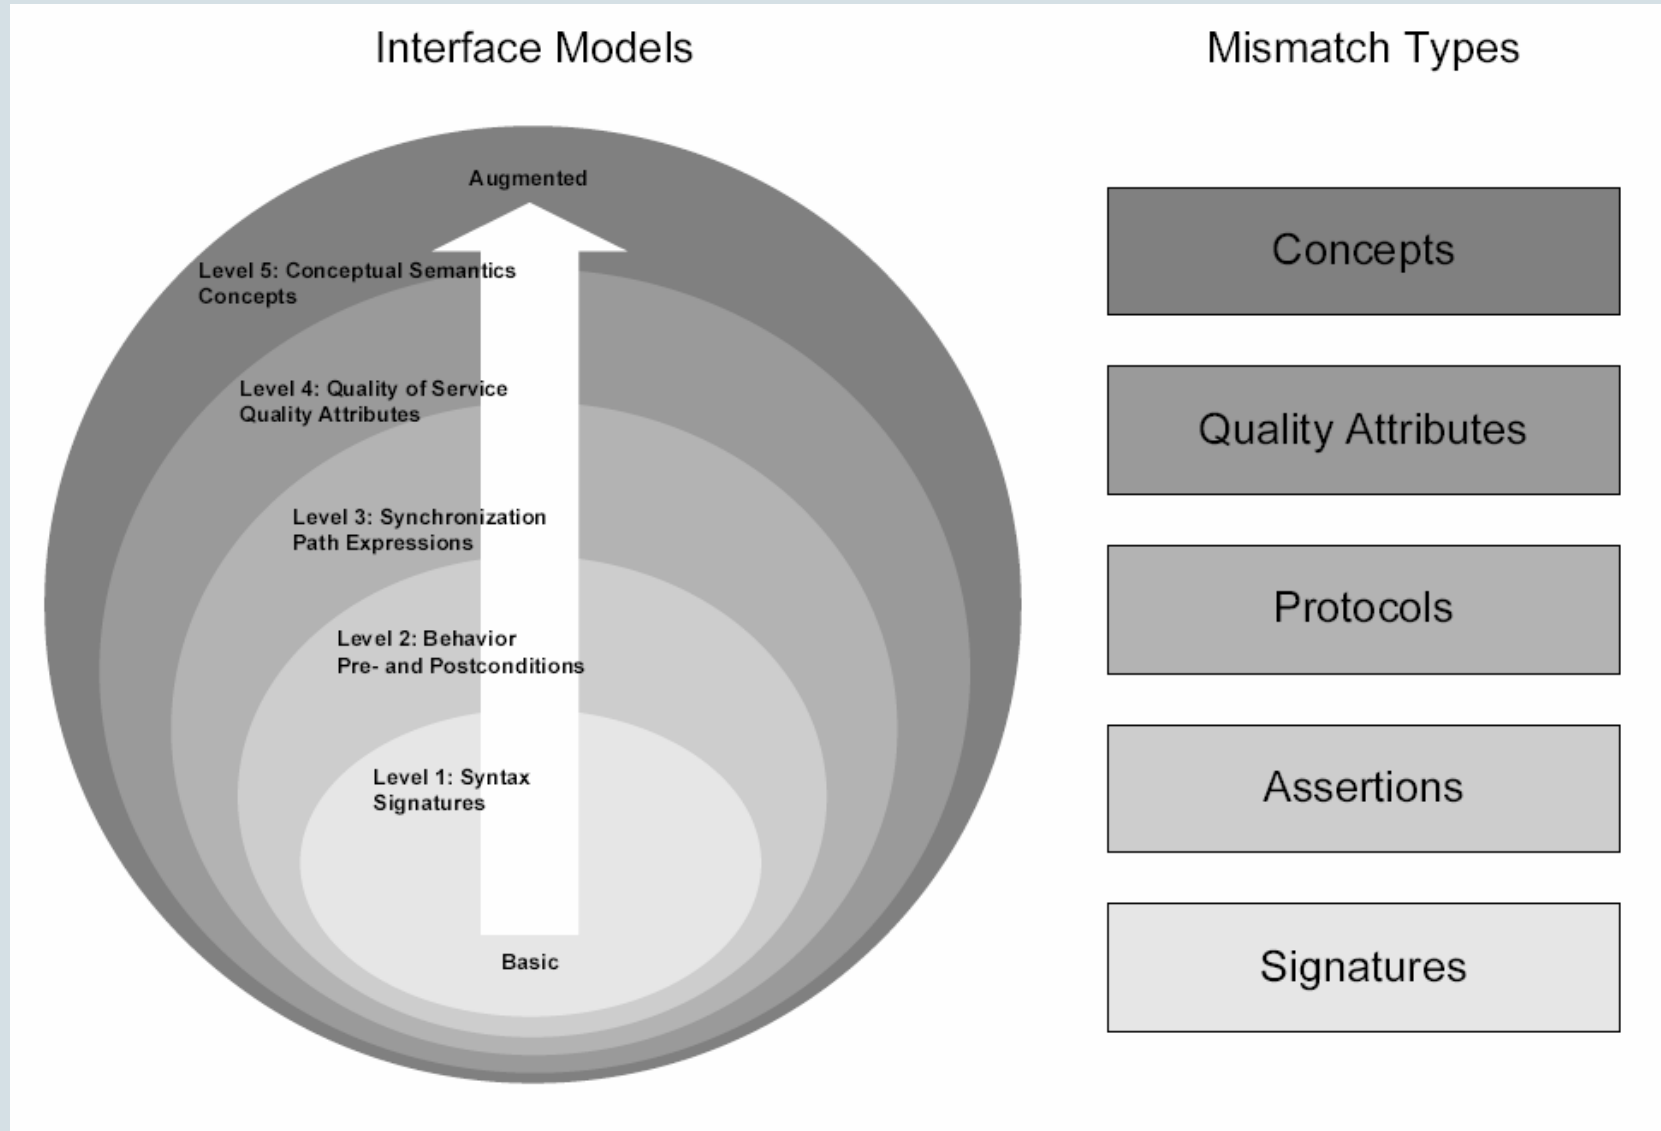 Interface Models
Augmented
Level 5: Conceptual Semantics
Concepts
Level 4: Quality of Service
Quality Attributes
Level 3: Synchronization
Path Expressions
Level 2: Behavior
Pre- and Postconditions
Level 1: Syntax
Signatures
Basic
Mismatch Types
Concepts
Quality Attributes
Protocols
Assertions
Signatures